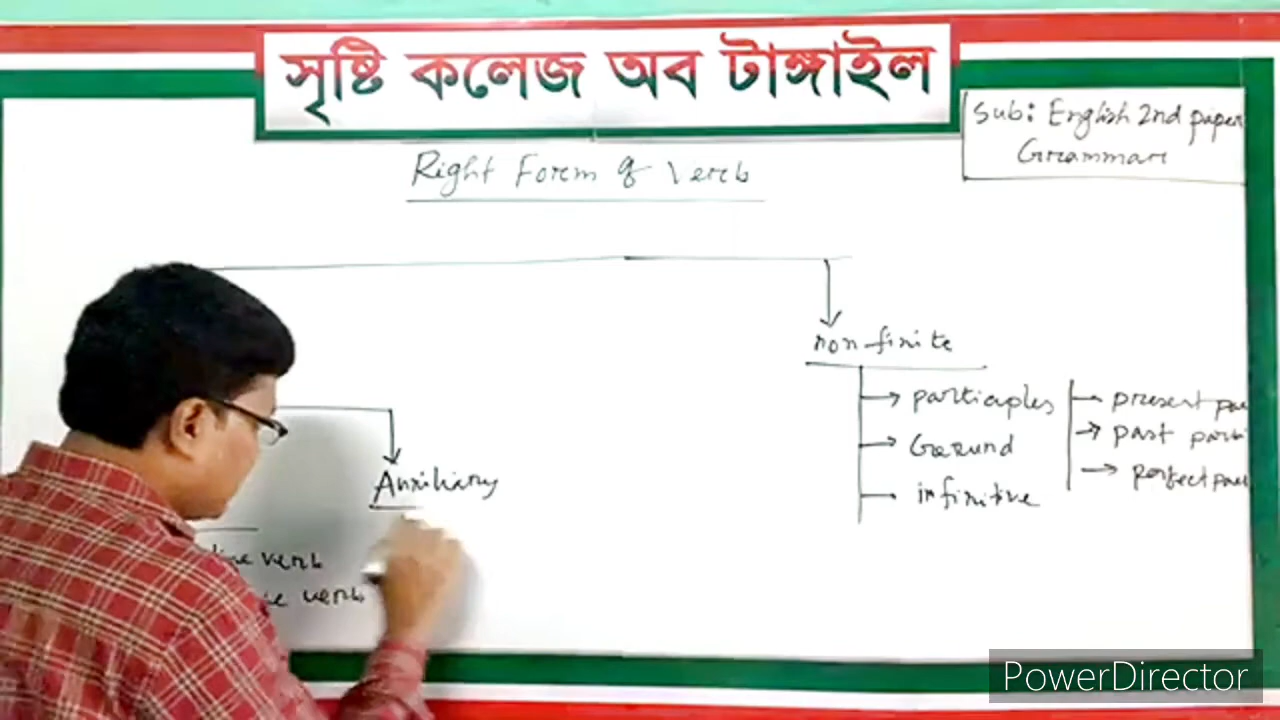 সৃষ্টি কলেজ অব টাঙ্গাইল
Sub: English 2nd paper
Grammar
Right Form of Verb
non-finite
participles
present
past
perfect
Gerund
infinitive
Auxiliary
verb
verb
PowerDirector